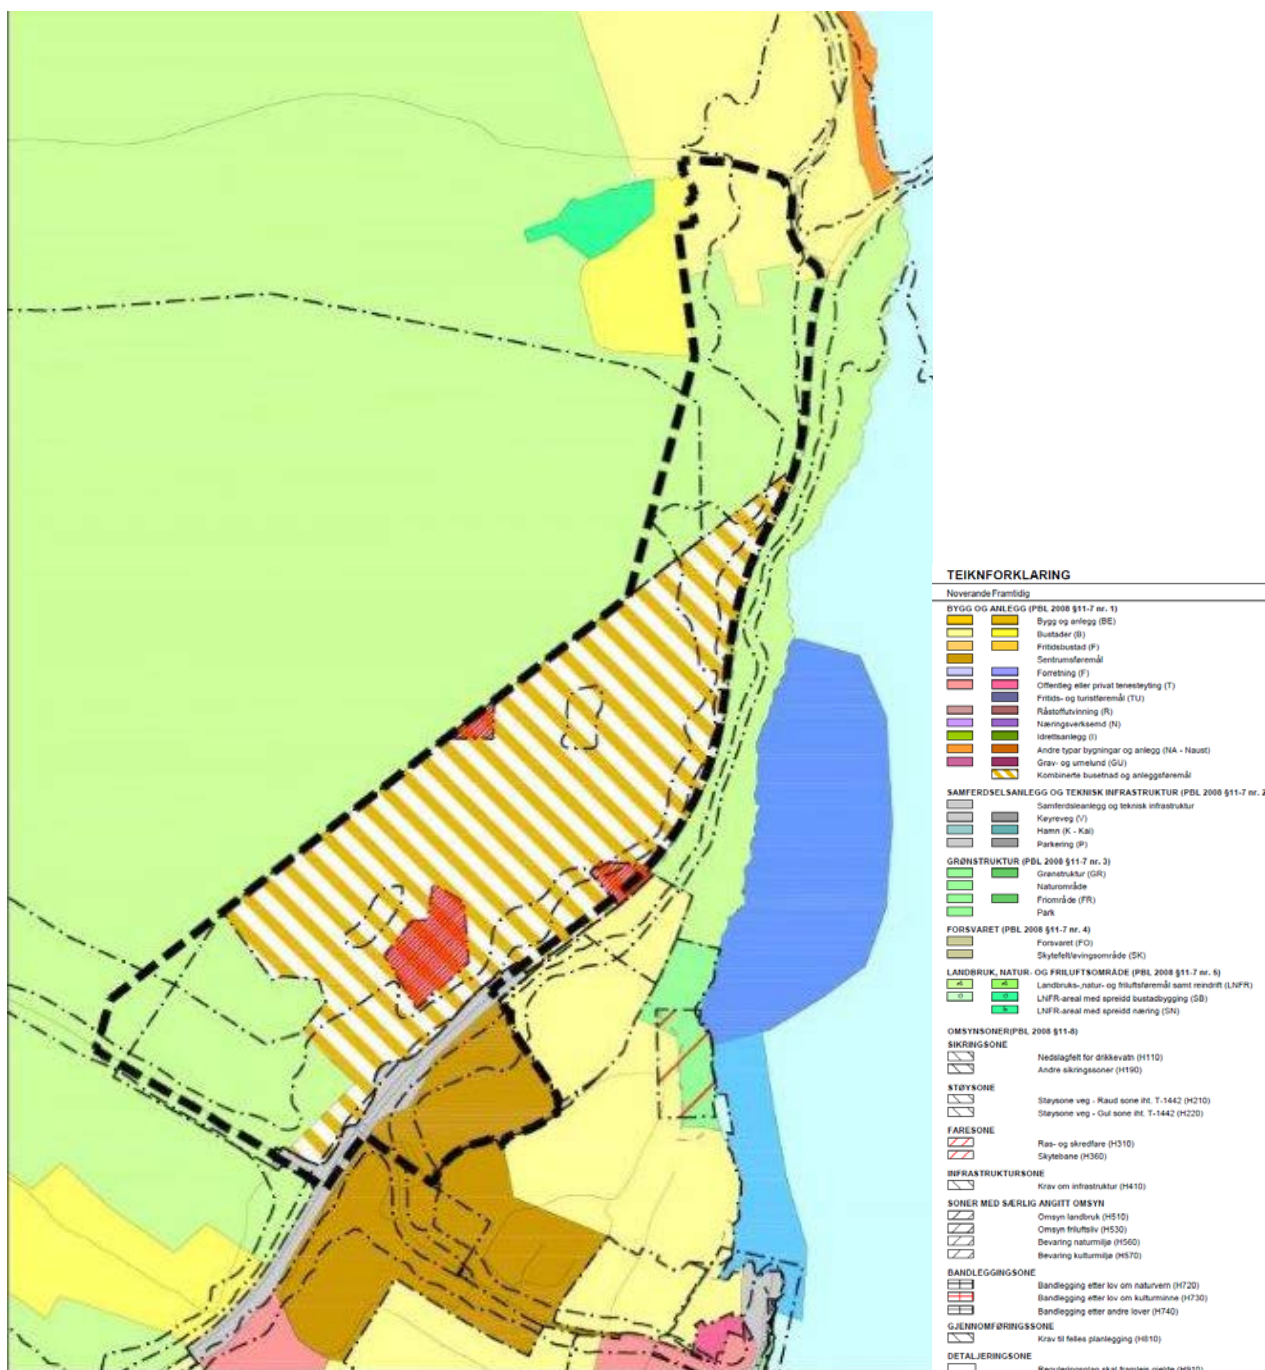 TEIKNFORKLARING
Noverande Framtidig
BYGG OG ANLEGG (PBL 2008 §11-7 nr. 1)
Bygg og anlegg (BE)
Bustader (B)
Fritidsbustad (F)
Sentrumsføremål
Forretning (F)
Offentleg eller privat tenesteyting (T)
Fritids- og turistføremål (TU)
Råstoffutvinning (R)
Næringsverksemd (N)
Idrettsanlegg (I)
Andre typar bygningar og anlegg (NA - Naust)
Grav- og urnelund (GU)
Kombinerte busetnad og anleggsføremål
SAMFERDSELSANLEGG OG TEKNISK INFRASTRUKTUR (PBL 2008 §11-7 nr. 2
Samferdsleanlegg og teknisk infrastruktur
Køyreveg (V)
Hamn (K - Kai)
Parkering (P)
GRØNSTRUKTUR (PBL 2008 §11-7 nr. 3)
Grønstruktur (GR)
Naturområde
Friområde (FR)
Park
FORSVARET (PBL 2008 §11-7 nr. 4)
Forsvaret (FO)
Skytefelt/øvingsområde (SK)
LANDBRUK, NATUR- OG FRILUFTSOMRÅDE (PBL 2008 §11-7 nr. 5)
Landbruks-,natur- og friluftsføremål samt reindrift (LNFR)
LNFR-areal med spreidd bustadbygging (SB)
LNFR-areal med spreidd næring (SN)
OMSYNSONER(PBL 2008 §11-8)
SIKRINGSONE
Nedslagfelt for drikkevatn (H110)
Andre sikringssoner (H190)
STØYSONE
Støysone veg - Raud sone iht. T-1442 (H210)
Støysone veg - Gul sone iht. T-1442 (H220)
FARESONE
Ras- og skredfare (H310)
Skytebane (H360)
INFRASTRUKTURSONE
Krav om infrastruktur (H410)
SONER MED SÆRLIG ANGITT OMSYN
Omsyn landbruk (H510)
Omsyn friluftsliv (H530)
Bevaring naturmiljø (H560)
Bevaring kulturmiljø (H570)
BANDLEGGINGSONE
Bandlegging etter lov om naturvern (H720)
Bandlegging etter lov om kulturminne (H730)
Bandlegging etter andre lover (H740)
GJENNOMFØRINGSSONE
Krav til felles planlegging (H810)
DETALJERINGSONE
Reguleringsplan skal framleis gjelde (H910)